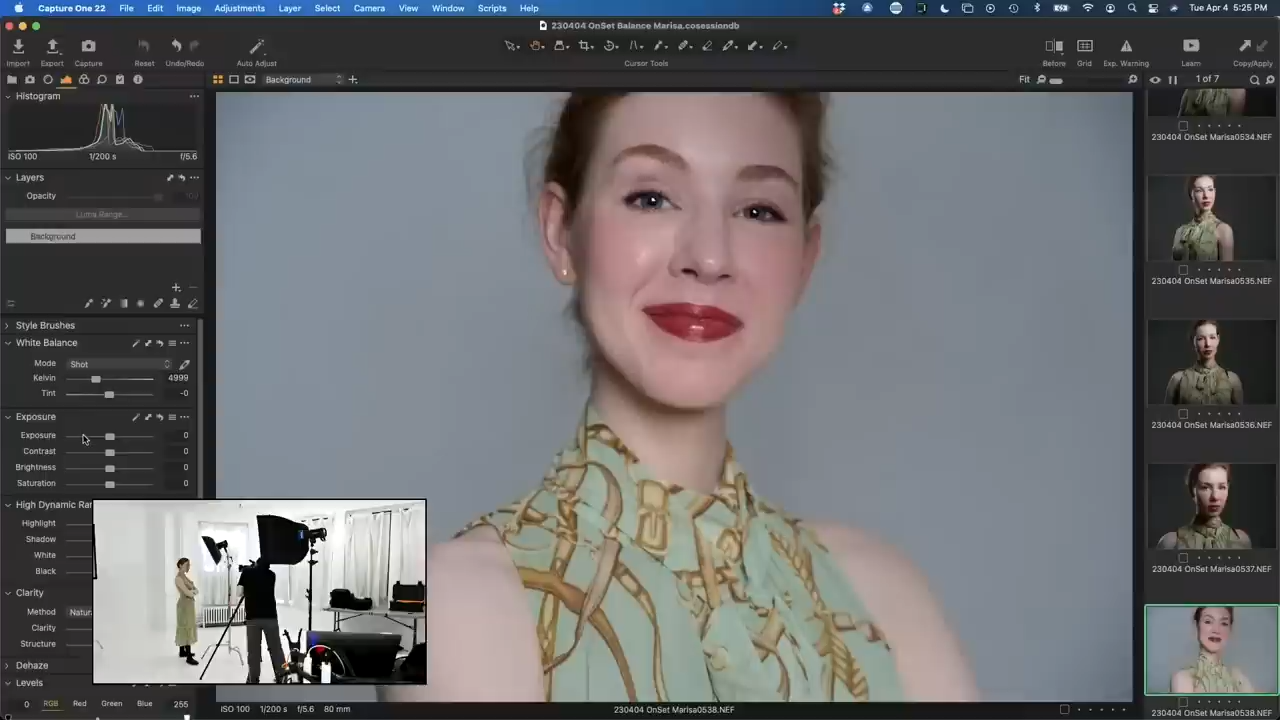 Capture One 22 File Edit Image Adjustments Layer Select Camera View Window Scripts Help Tue Apr 4 5:25 PM
230404 OnSet Balance Marisa.cosessiondb
Import Export Capture Reset Undo/Redo Auto Adjust Cursor Tools Before Grid Exp. Warning Learn Copy/Apply
Background Fit 1 of 7
Histogram
ISO 100 1/200 s f/5.6
Layers
Opacity 100
Luma Range...
Background
Style Brushes
White Balance
Mode Shot
Kelvin 4999
Tint -0
Exposure
Exposure 0
Contrast 0
Brightness 0
Saturation 0
High Dynamic Ran
Highlight
Shadow
White
Black
Clarity
Method Natur
Clarity
Structure
Dehaze
Levels
0 RGB Red Green Blue 255
ISO 100 1/200 s f/5.6 80 mm 230404 OnSet Marisa0538.NEF
230404 OnSet Marisa0534.NEF
230404 OnSet Marisa0535.NEF
230404 OnSet Marisa0536.NEF
230404 OnSet Marisa0537.NEF
230404 OnSet Marisa0538.NEF